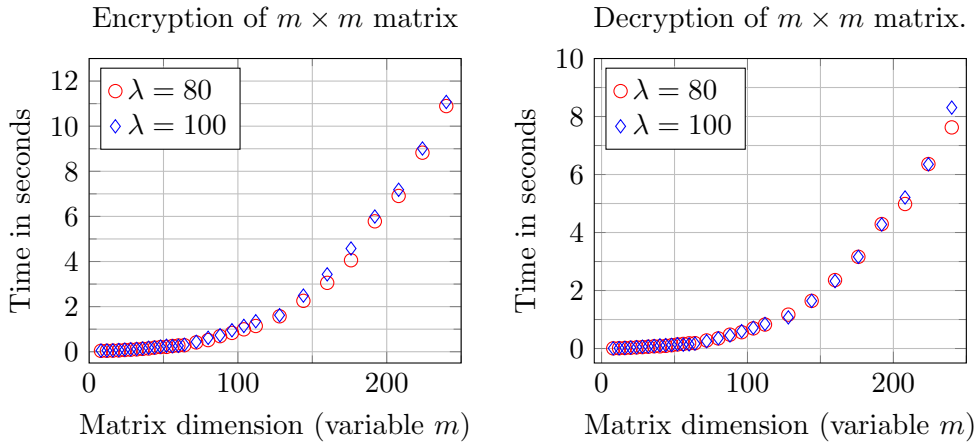 Encryption of m × m matrix
12
10
8
6
4
2
0
0
100
200
Time in seconds
Matrix dimension (variable m)
λ = 80
λ = 100
Decryption of m × m matrix.
10
8
6
4
2
0
0
100
200
Time in seconds
Matrix dimension (variable m)
λ = 80
λ = 100